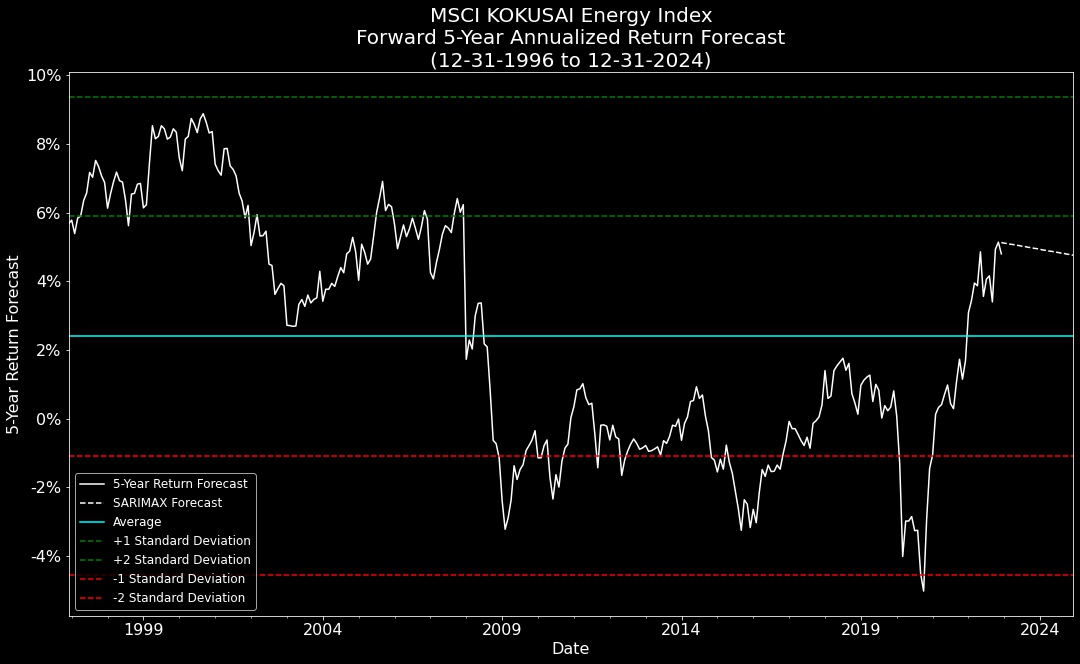 MSCI KOKUSAI Energy Index
Forward 5-Year Annualized Return Forecast
(12-31-1996 to 12-31-2024)
5-Year Return Forecast
10%
8%
6%
4%
2%
0%
-2%
-4%
5-Year Return Forecast
SARIMAX Forecast
Average
+1 Standard Deviation
+2 Standard Deviation
-1 Standard Deviation
-2 Standard Deviation
1999 2004 2009 2014 2019 2024
Date